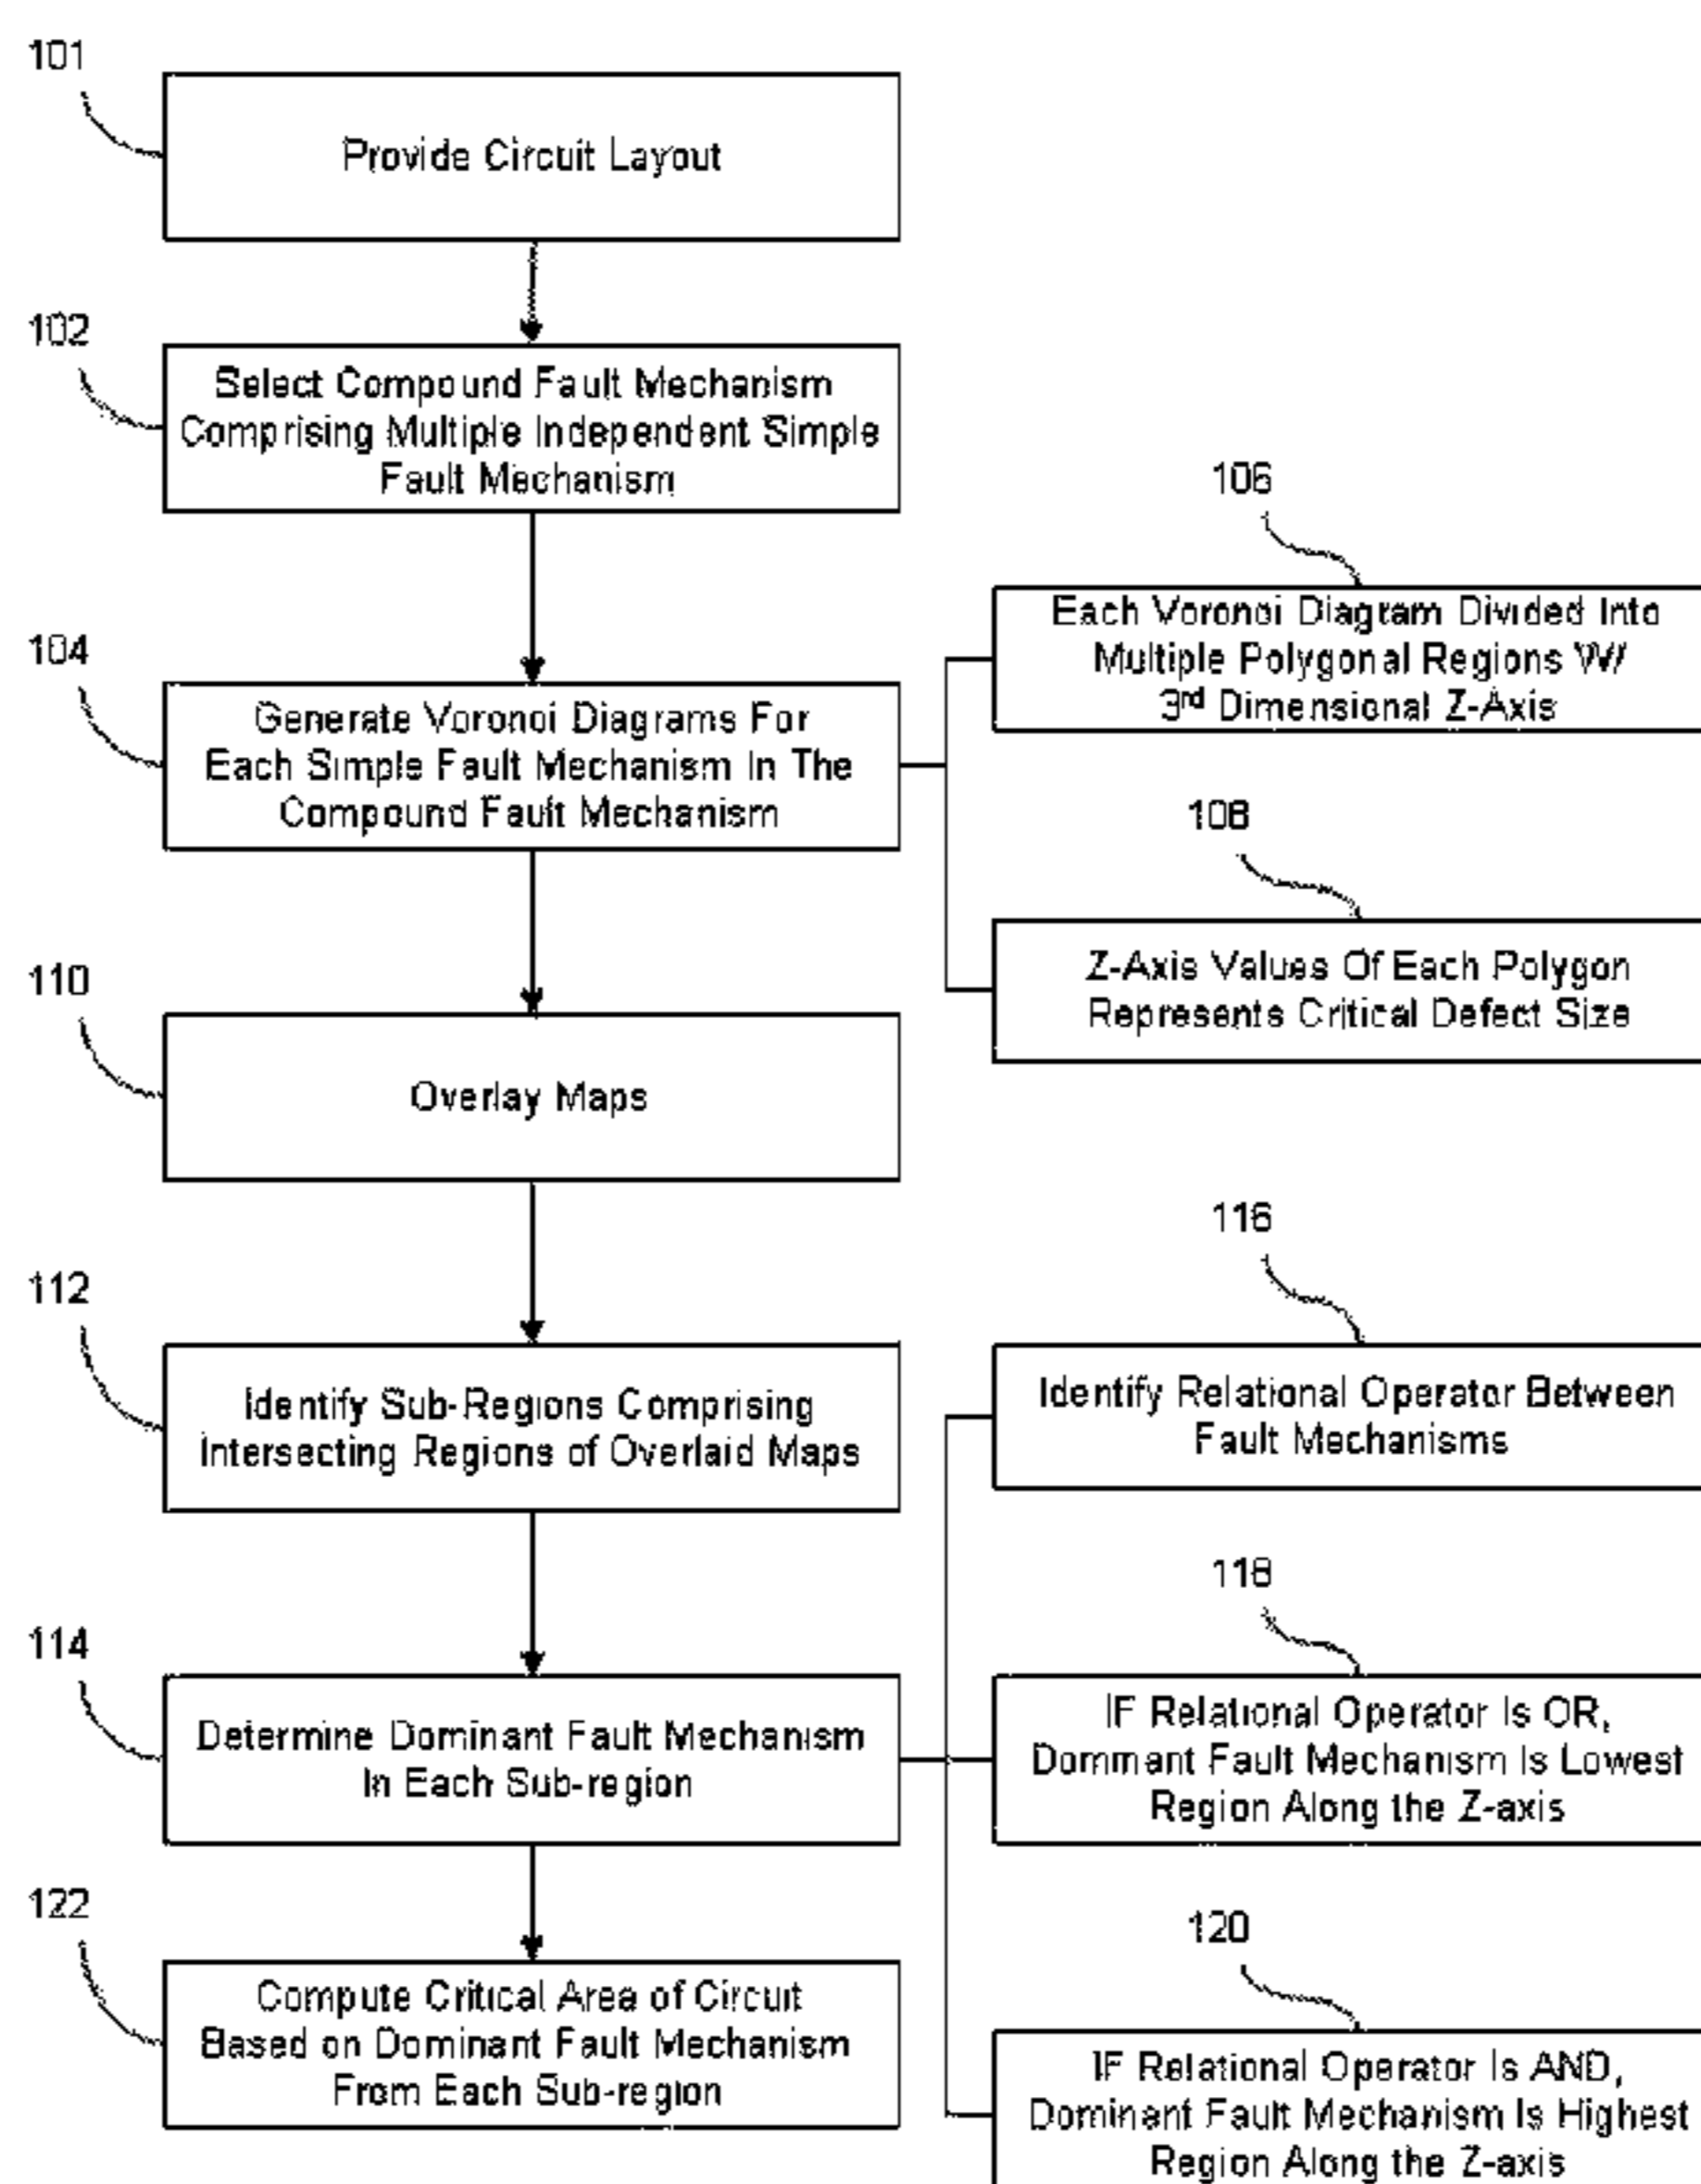 101
Provide Circuit Layout
102
Select Compound Fault Mechanism
Comprising Multiple Independent Simple
Fault Mechanism
106
Each Voronoi Diagram Divided Into
Multiple Polygonal Regions W/
3rd Dimensional Z-Axis
104
Generate Voronoi Diagrams For
Each Simple Fault Mechanism In The
Compound Fault Mechanism
108
Z-Axis Values Of Each Polygon
Represents Critical Defect Size
110
Overlay Maps
116
Identify Relational Operator Between
Fault Mechanisms
112
Identify Sub-Regions Comprising
Intersecting Regions of Overlaid Maps
118
IF Relational Operator Is OR,
Dominant Fault Mechanism Is Lowest
Region Along the Z-axis
114
Determine Dominant Fault Mechanism
In Each Sub-region
120
IF Relational Operator Is AND,
Dominant Fault Mechanism Is Highest
Region Along the Z-axis
122
Compute Critical Area of Circuit
Based on Dominant Fault Mechanism
From Each Sub-region